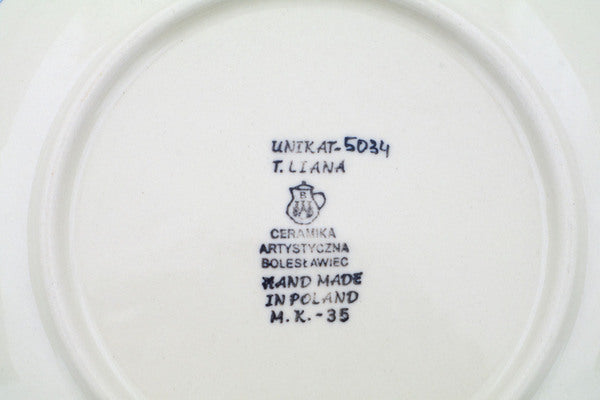 UNIKAT-5034
T. LIANA
B
CERAMIKA
ARTYSTYCZNA
BOLESŁAWIEC
HAND MADE
IN POLAND
M.K.-35